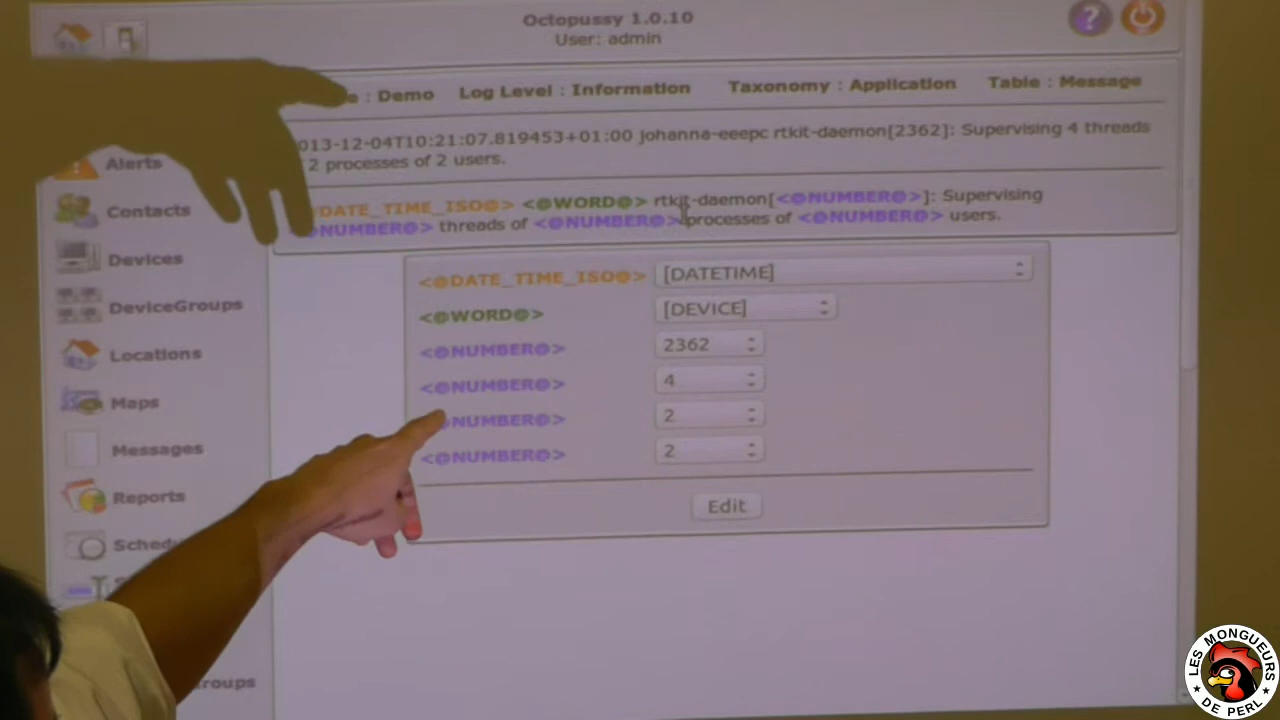 Octopussy 1.0.10
User: admin
?
: Demo Log Level : Information Taxonomy : Application Table : Message
013-12-04T10:21:07.819453+01:00 johanna-eeepc rtkit-daemon[2362]: Supervising 4 threads
2 processes of 2 users.
DATE_TIME_ISO@> <@WORD@> rtkit-daemon[<@NUMBER@>]: Supervising
NUMBER@> threads of <@NUMBER@> processes of <@NUMBER@> users.
Alerts
Contacts
Devices
DeviceGroups
Locations
Maps
Messages
Reports
<@DATE_TIME_ISO@> [DATETIME]
<@WORD@> [DEVICE]
<@NUMBER@> 2362
<@NUMBER@> 4
NUMBER@> 2
<@NUMBER@> 2
Edit
LES MONGUEURS
DE PERL